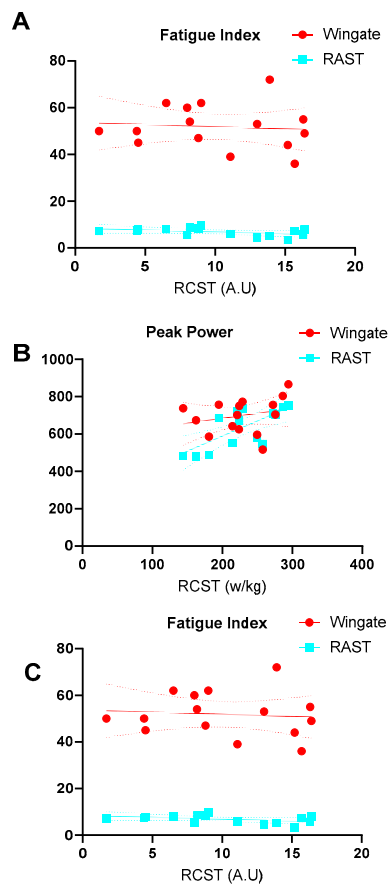 A
Fatigue Index
Wingate
RAST
80
60
40
20
0
0 5 10 15 20
RCST (A.U)
B
Peak Power
Wingate
RAST
1000
800
600
400
200
0
0 100 200 300 400
RCST (w/kg)
C
Fatigue Index
Wingate
RAST
80
60
40
20
0
0 5 10 15 20
RCST (A.U)